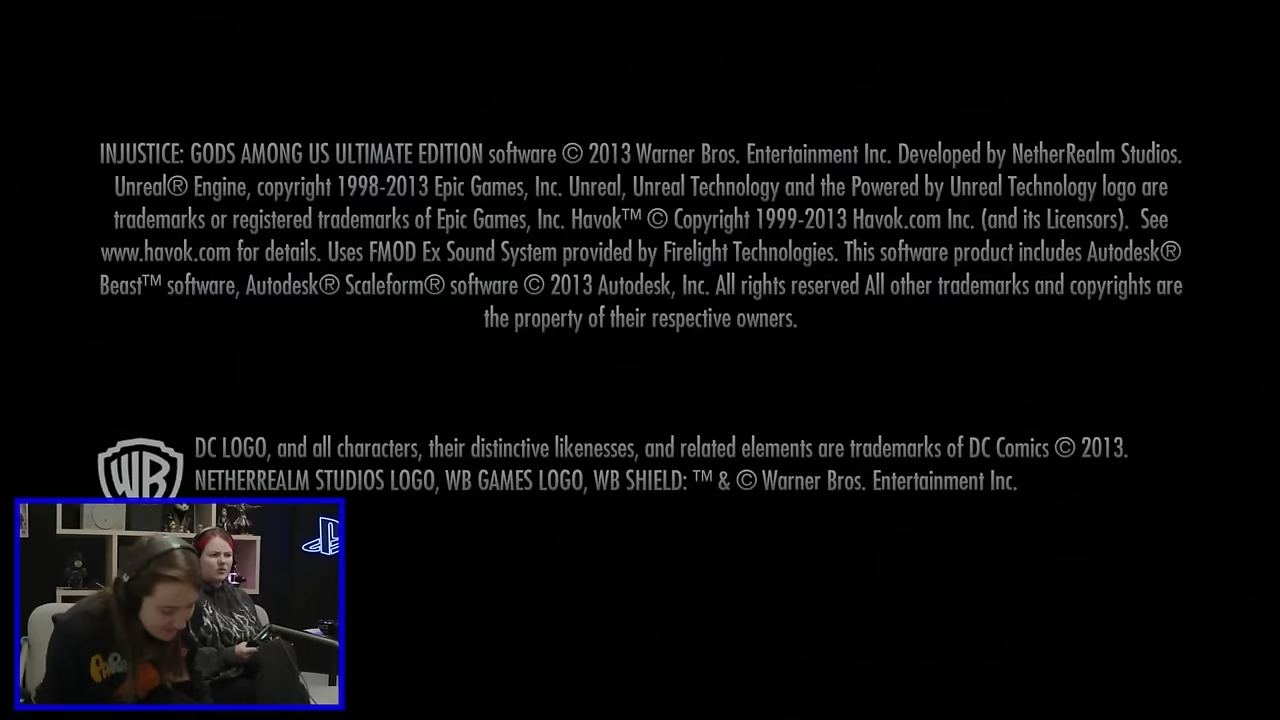 INJUSTICE: GODS AMONG US ULTIMATE EDITION software © 2013 Warner Bros. Entertainment Inc. Developed by NetherRealm Studios.
Unreal® Engine, copyright 1998-2013 Epic Games, Inc. Unreal, Unreal Technology and the Powered by Unreal Technology logo are
trademarks or registered trademarks of Epic Games, Inc. Havok™ © Copyright 1999-2013 Havok.com Inc. (and its Licensors).  See
www.havok.com for details. Uses FMOD Ex Sound System provided by Firelight Technologies. This software product includes Autodesk®
Beast™ software, Autodesk® Scaleform® software © 2013 Autodesk, Inc. All rights reserved All other trademarks and copyrights are
the property of their respective owners.
WB
DC LOGO, and all characters, their distinctive likenesses, and related elements are trademarks of DC Comics © 2013.
NETHERREALM STUDIOS LOGO, WB GAMES LOGO, WB SHIELD: ™ & © Warner Bros. Entertainment Inc.